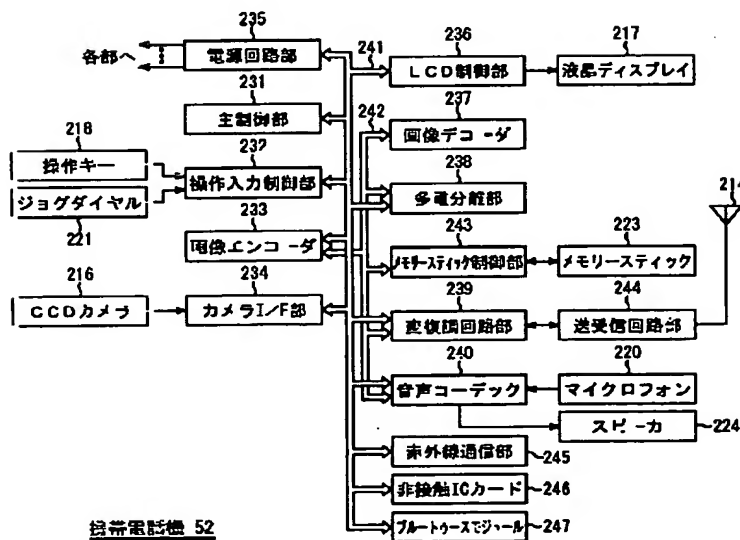 235
電源回路部
各部へ
241
236
LCD制御部
217
液晶ディスプレイ
231
主制御部
242
237
画像デコーダ
218
操作キー
232
操作入力制御部
238
多重分離部
214
ジョグダイヤル
221
233
画像エンコーダ
243
メモリースティック制御部
223
メモリースティック
216
CCDカメラ
234
カメラI/F部
239
変復調回路部
244
送受信回路部
240
音声コーデック
220
マイクロフォン
スピーカ
224
赤外線通信部
245
非接触ICカード
246
ブルートゥースモジュール
247
携帯電話機 52